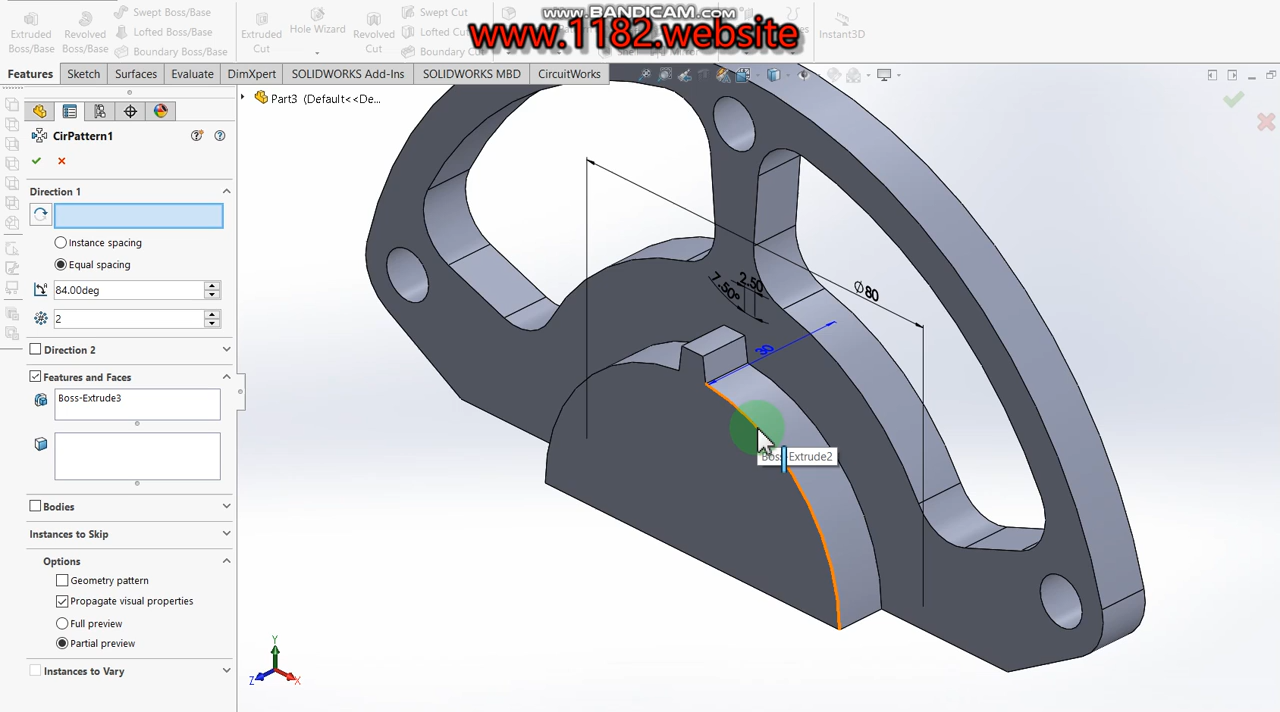 www.BANDICAM.com
www.1182.website
Extruded Boss/Base
Revolved Boss/Base
Swept Boss/Base
Lofted Boss/Base
Boundary Boss/Base
Extruded Cut
Hole Wizard
Revolved Cut
Swept Cut
Lofted Cut
Boundary Cut
Instant3D
Features
Sketch
Surfaces
Evaluate
DimXpert
SOLIDWORKS Add-Ins
SOLIDWORKS MBD
CircuitWorks
Part3 (Default<<De...
CirPattern1
Direction 1
Instance spacing
Equal spacing
84.00deg
2
Direction 2
Features and Faces
Boss-Extrude3
Bodies
Instances to Skip
Options
Geometry pattern
Propagate visual properties
Full preview
Partial preview
Instances to Vary
2.50
7.50°
Ø80
30
Boss-Extrude2
Y
Z
X